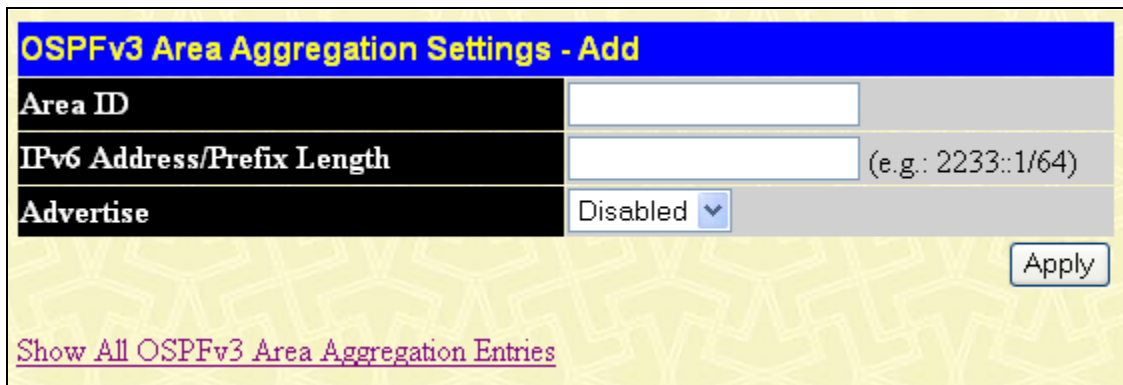 OSPFv3 Area Aggregation Settings - Add
Area ID
IPv6 Address/Prefix Length (e.g.: 2233::1/64)
Advertise Disabled
Apply
Show All OSPFv3 Area Aggregation Entries